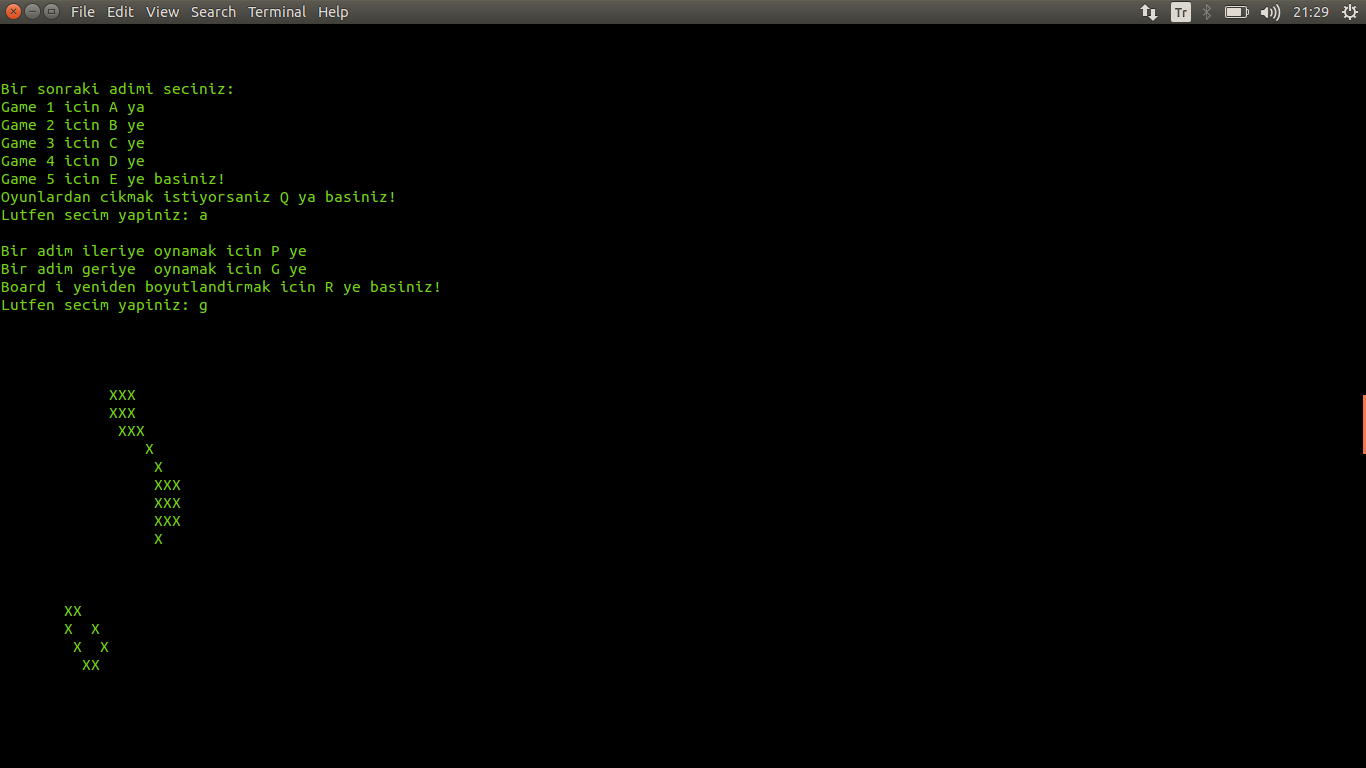 File Edit View Search Terminal Help Tr 21:29
Bir sonraki adimi seciniz:
Game 1 icin A ya
Game 2 icin B ye
Game 3 icin C ye
Game 4 icin D ye
Game 5 icin E ye basiniz!
Oyunlardan cikmak istiyorsaniz Q ya basiniz!
Lutfen secim yapiniz: a
Bir adim ileriye oynamak icin P ye
Bir adim geriye  oynamak icin G ye
Board i yeniden boyutlandirmak icin R ye basiniz!
Lutfen secim yapiniz: g
            XXX
            XXX
             XXX
                X
                 X
                 XXX
                 XXX
                 XXX
                 X
       XX
       X  X
        X  X
         XX